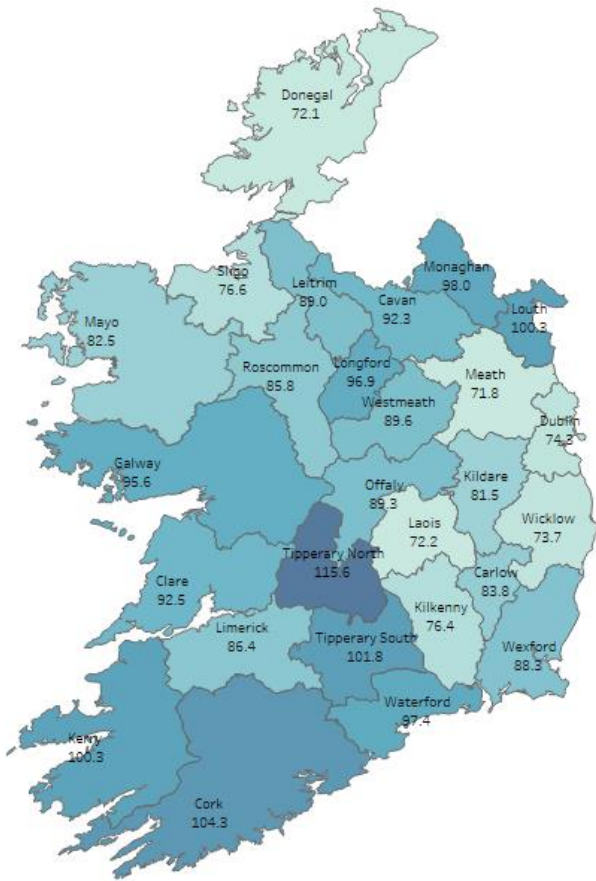 Donegal
72.1
Monaghan
98.0
Sligo
76.6
Leitrim
89.0
Cavan
92.3
Louth
100.3
Mayo
82.5
Roscommon
85.8
Longford
96.9
Meath
71.8
Westmeath
89.6
Dublin
74.3
Galway
95.6
Offaly
89.3
Kildare
81.5
Laois
72.2
Wicklow
73.7
Tipperary North
115.6
Clare
92.5
Carlow
83.8
Kilkenny
76.4
Limerick
86.4
Tipperary South
101.8
Wexford
88.3
Waterford
97.4
Kerry
100.3
Cork
104.3